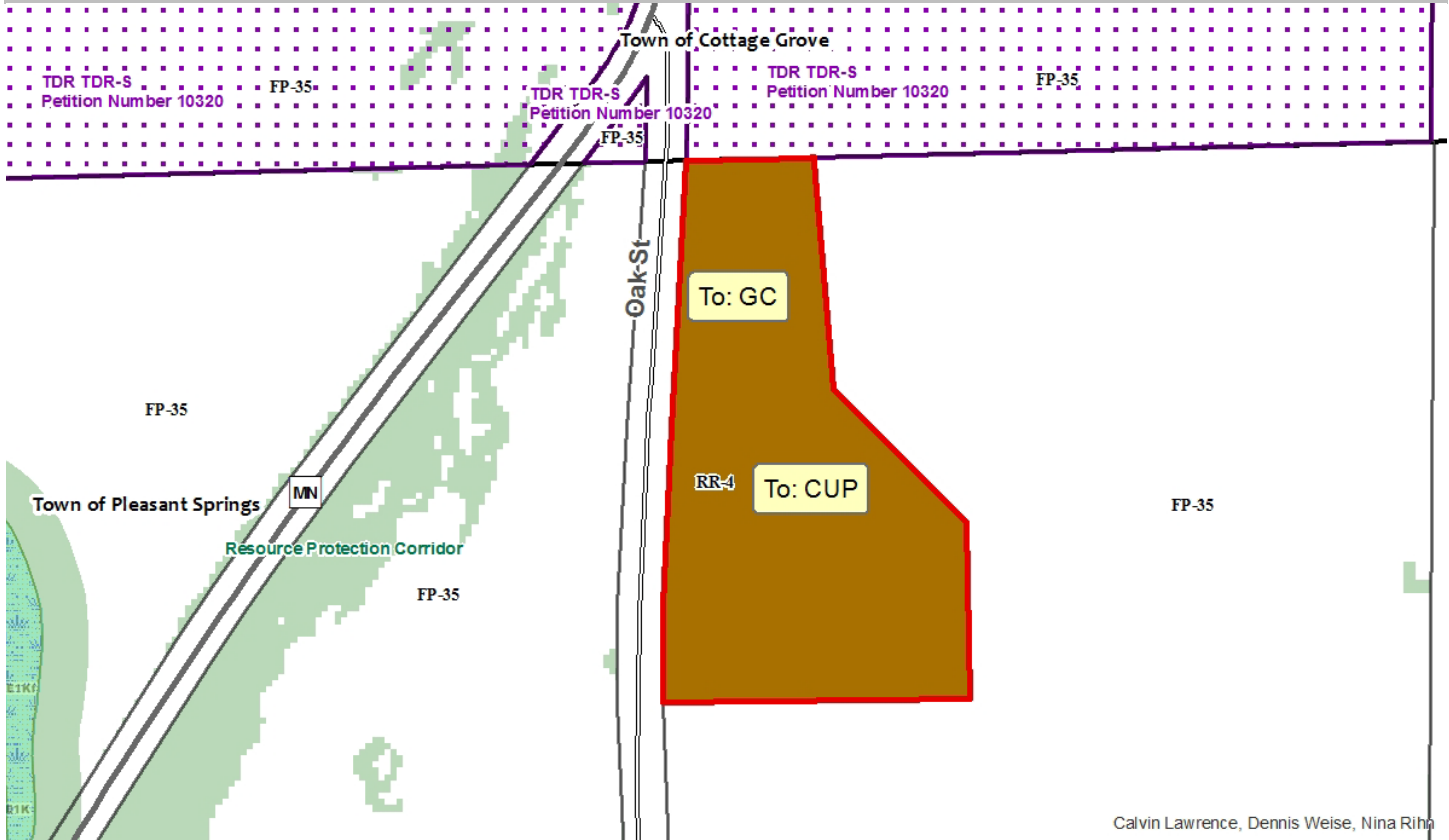 Town of Cottage Grove
TDR TDR-S
Petition Number 10320
FP-35
TDR TDR-S
Petition Number 10320
FP-35
TDR TDR-S
Petition Number 10320
FP-35
Oak St
To: GC
FP-35
RR-4
To: CUP
MN
Town of Pleasant Springs
FP-35
Resource Protection Corridor
FP-35
Calvin Lawrence, Dennis Weise, Nina Rihn